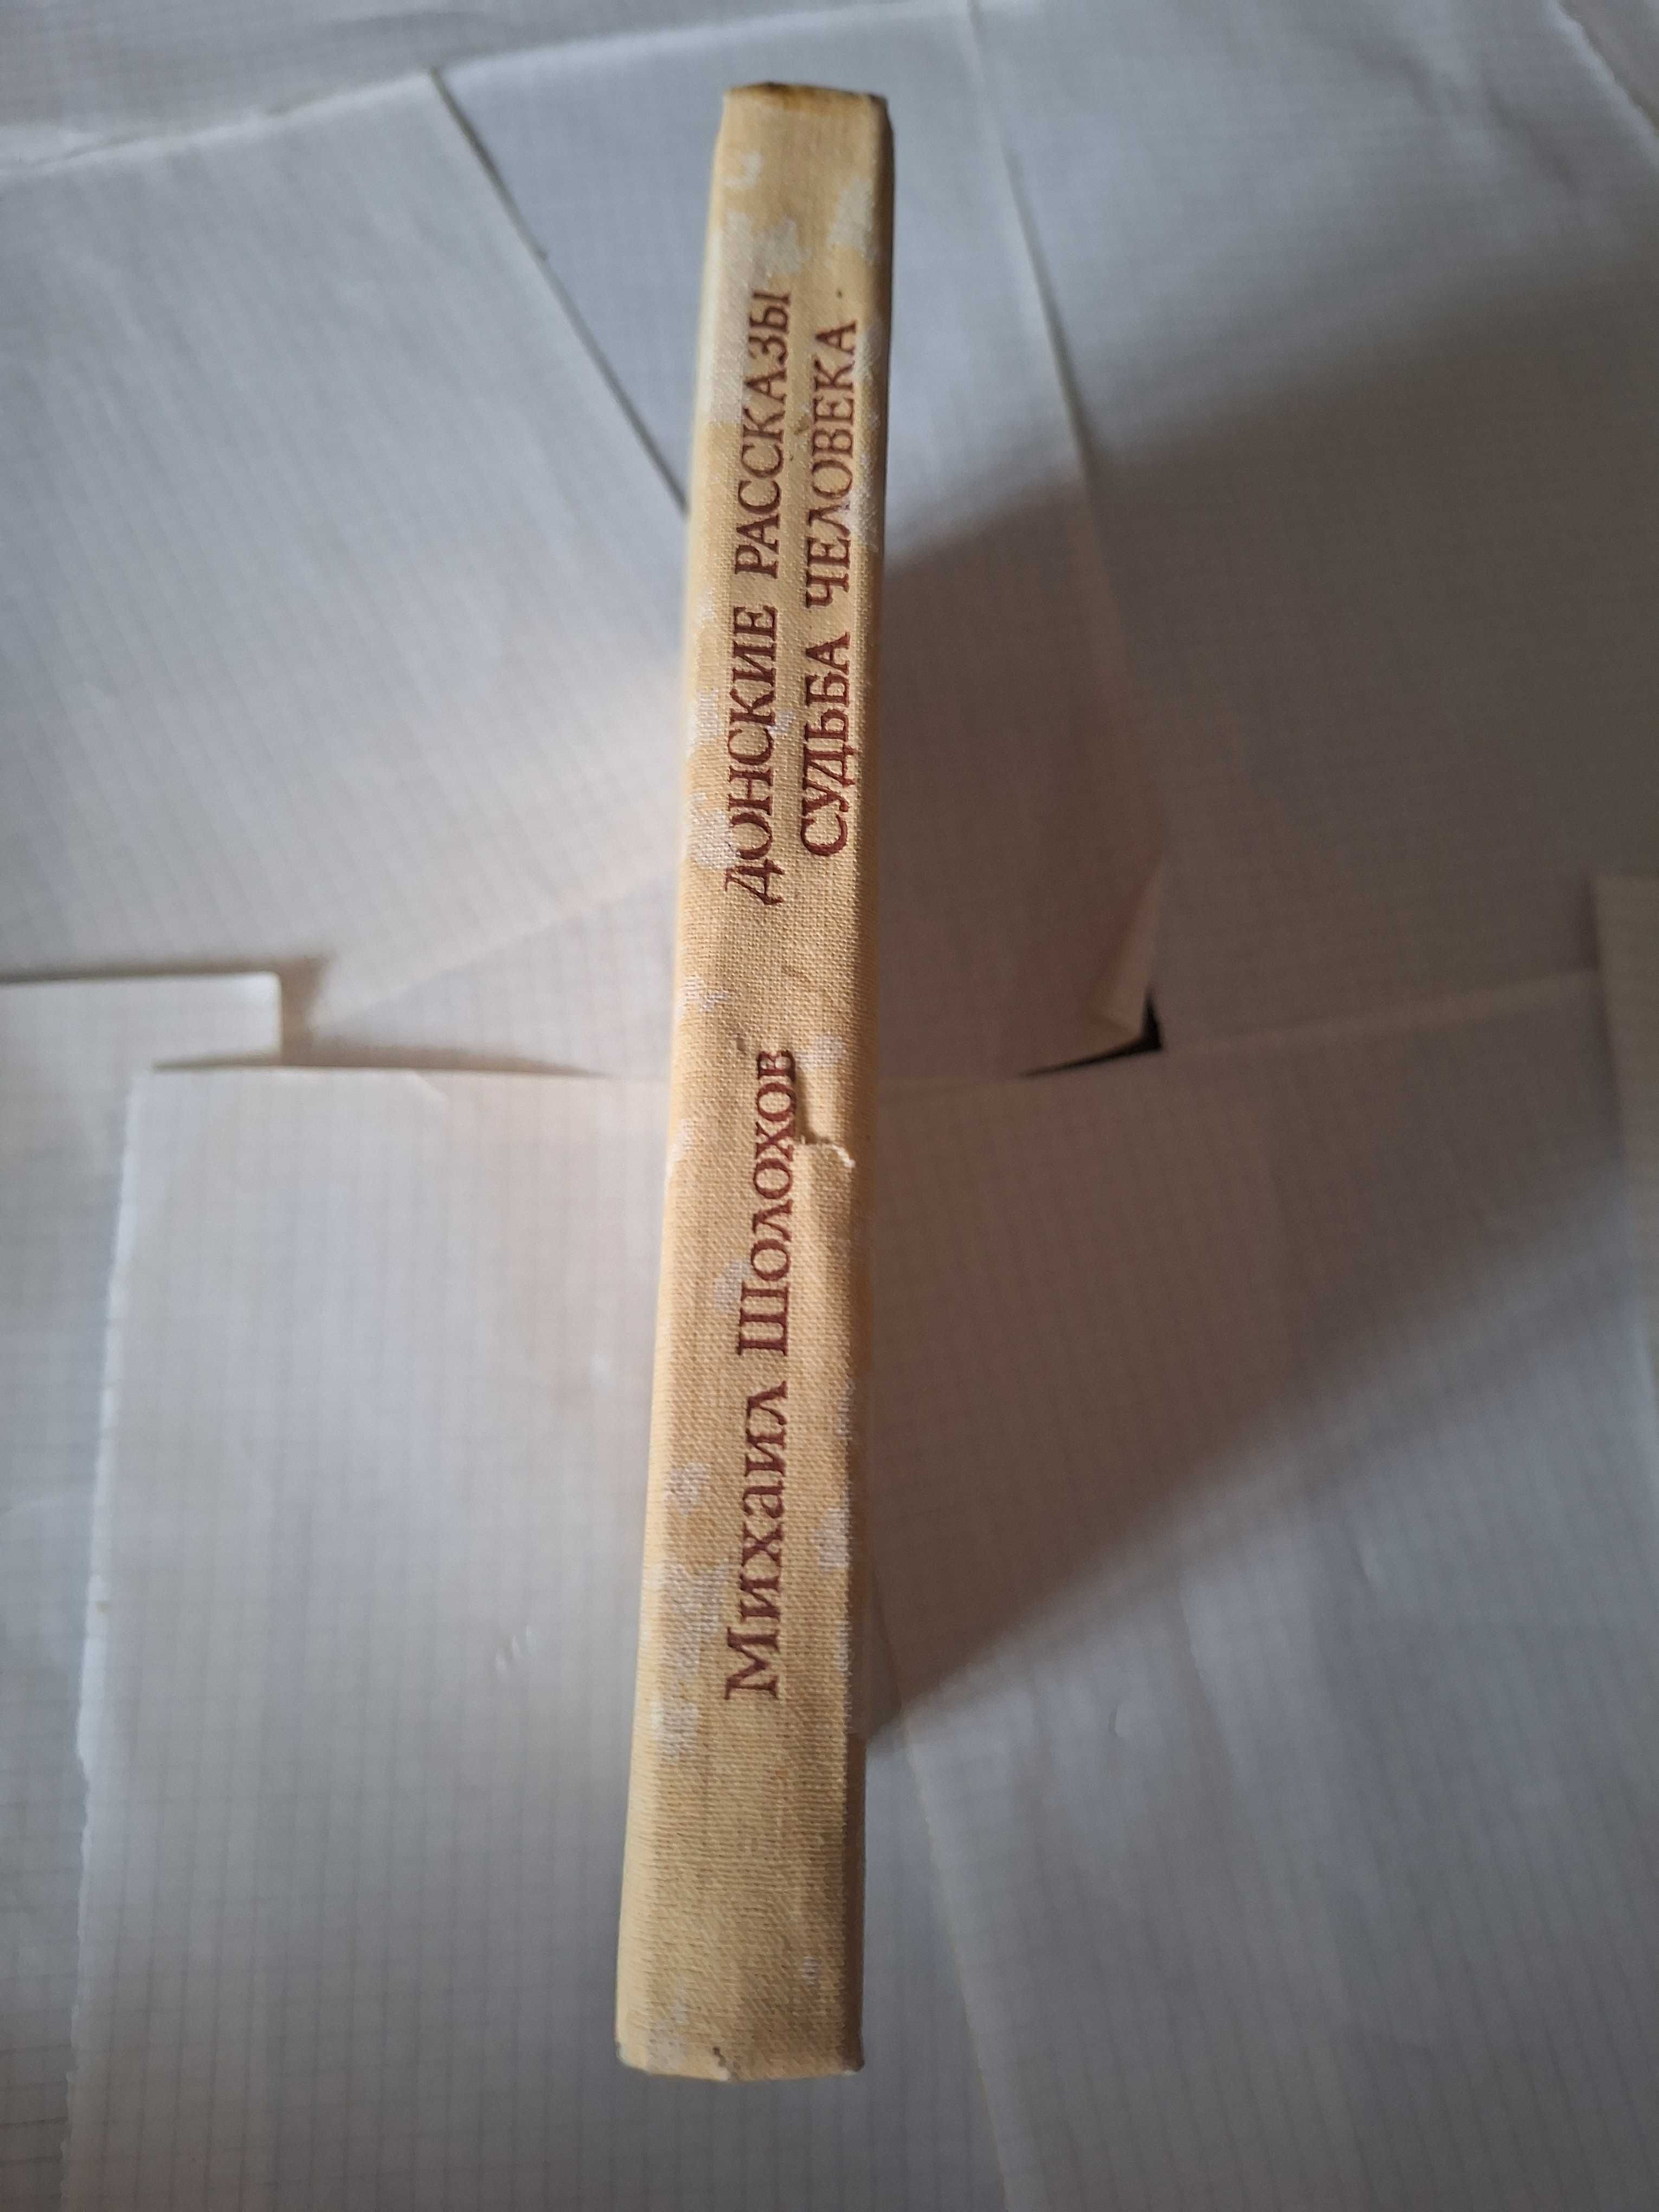 Михаил Шолохов
ДОНСКИЕ РАССКАЗЫ
СУДЬБА ЧЕЛОВЕКА